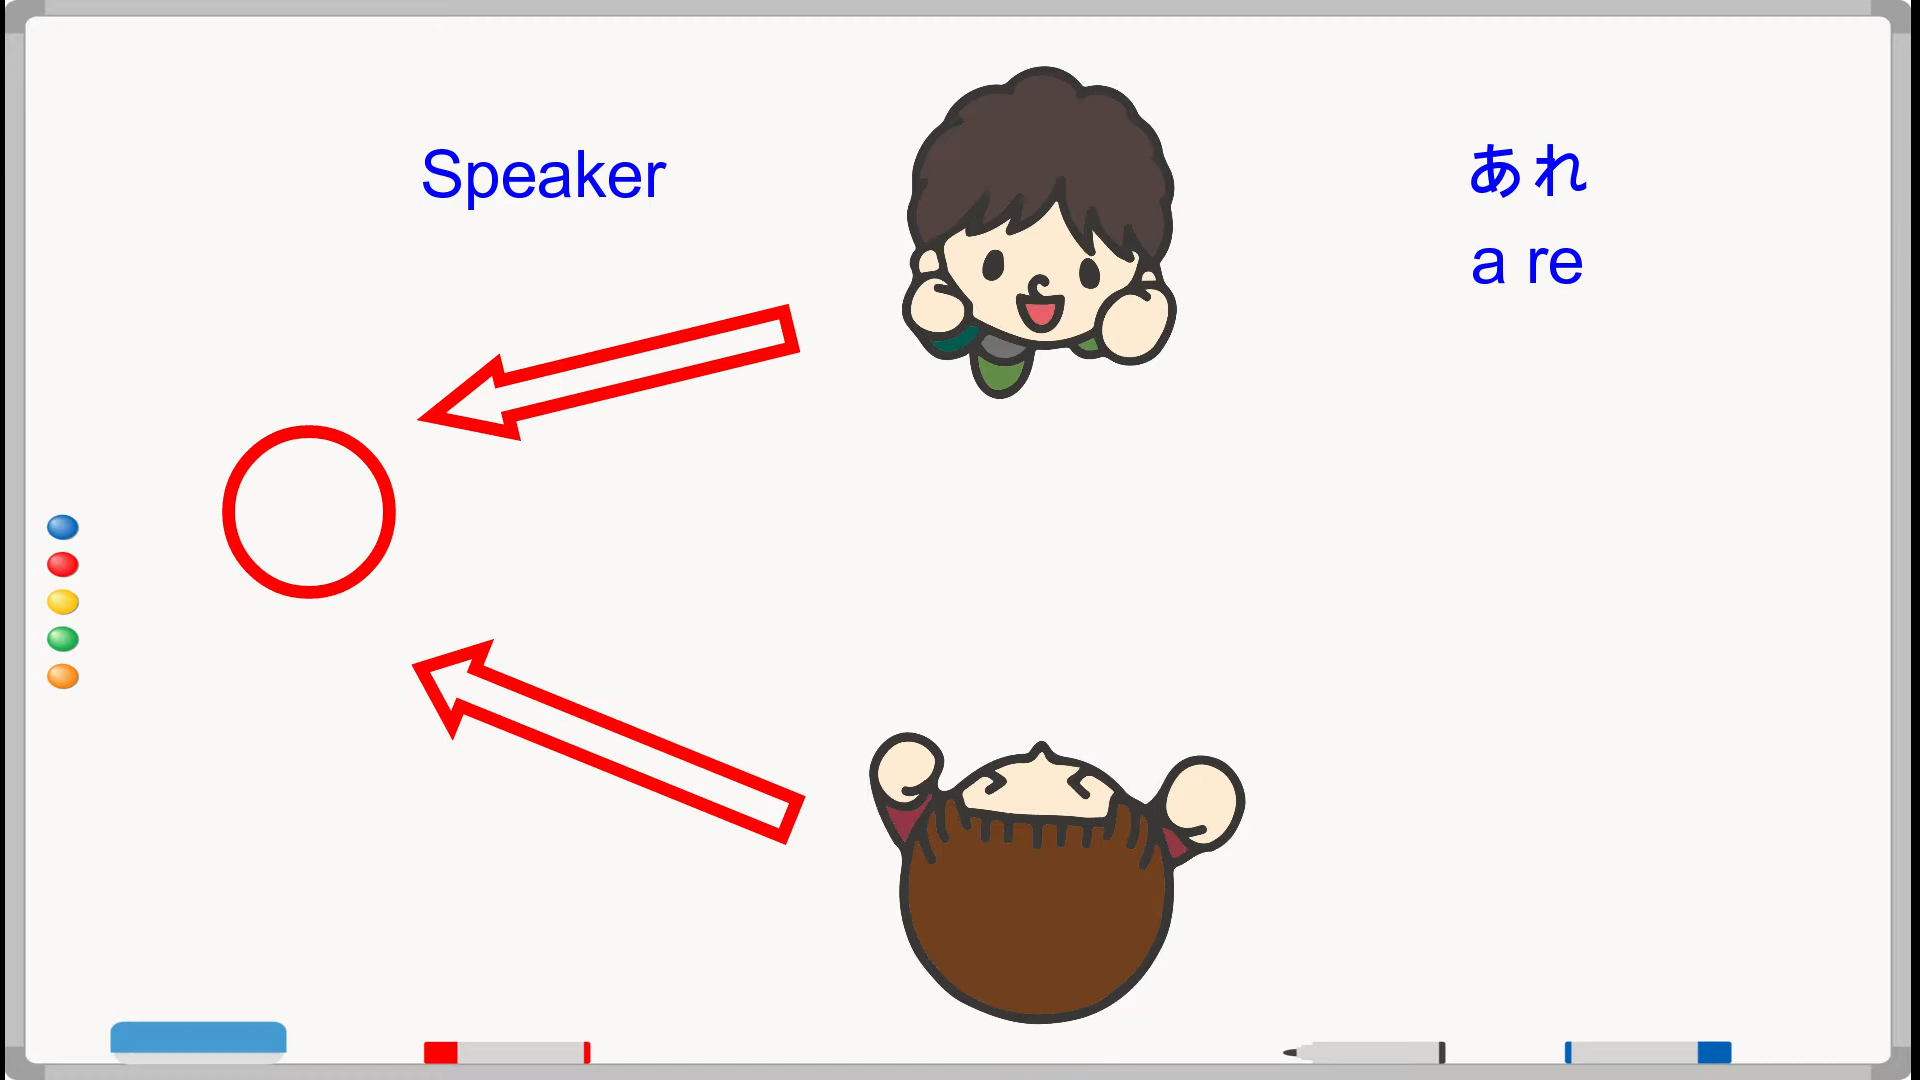 Speaker
あれ
a re